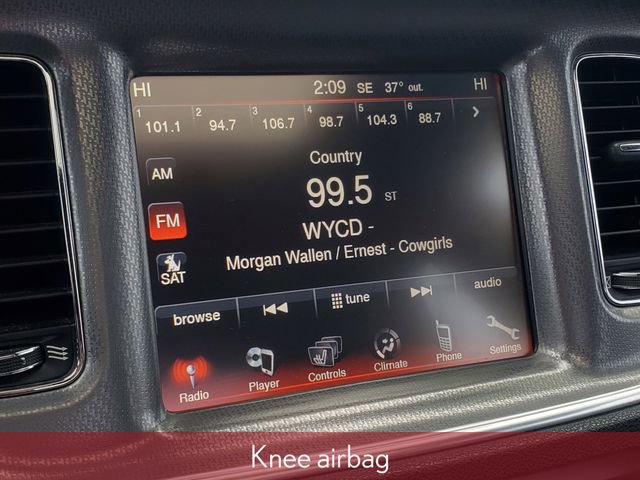 HI 2:09 SE 37° out. HI
1 101.1 2 94.7 3 106.7 4 98.7 5 104.3 6 88.7 >
Country
AM
99.5 ST
FM
WYCD -
Morgan Wallen / Ernest - Cowgirls
SAT
browse tune audio
Radio Player Controls Climate Phone Settings
Knee airbag